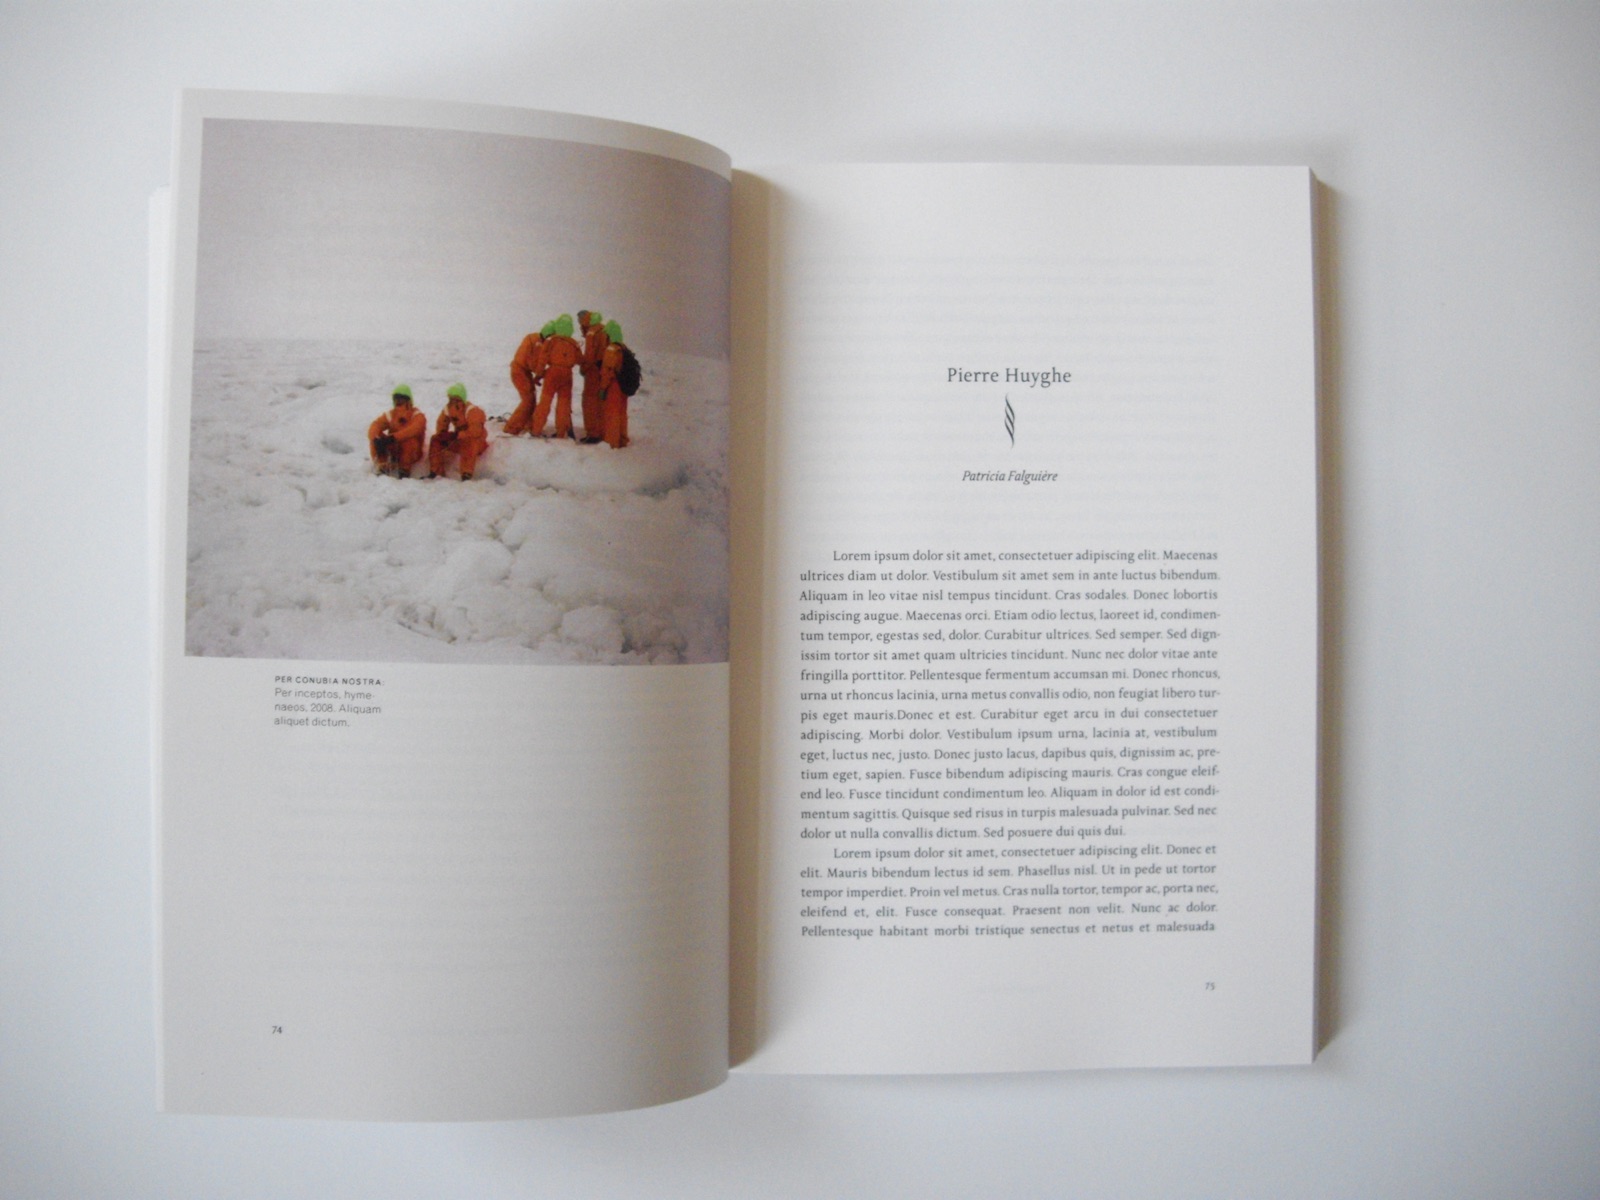 PER CONUBIA NOSTRA:
Per inceptos, hyme-
naeos, 2008. Aliquam
aliquet dictum.
74
Pierre Huyghe
Patricia Falguiére
Lorem ipsum dolor sit amet, consectetuer adipiscing elit. Maecenas
ultrices diam ut dolor. Vestibulum sit amet sem in ante luctus bibendum.
Aliquam in leo vitae nisl tempus tincidunt. Cras sodales. Donec lobortis
adipiscing augue. Maecenas orci. Etiam odio lectus, laoreet id, condimen-
tum tempor, egestas sed, dolor. Curabitur ultrices. Sed semper. Sed dign-
issim tortor sit amet quam ultricies tincidunt. Nunc nec dolor vitae ante
fringilla porttitor. Pellentesque fermentum accumsan mi. Donec rhoncus,
urna ut rhoncus lacinia, urna metus convallis odio, non feugiat libero tur-
pis eget mauris.Donec et est. Curabitur eget arcu in dui consectetuer
adipiscing. Morbi dolor. Vestibulum ipsum urna, lacinia at, vestibulum
eget, luctus nec, justo. Donec justo lacus, dapibus quis, dignissim ac, pre-
tium eget, sapien. Fusce bibendum adipiscing mauris. Cras congue eleif-
end leo. Fusce tincidunt condimentum leo. Aliquam in dolor id est condi-
mentum sagittis. Quisque sed risus in turpis malesuada pulvinar. Sed nec
dolor ut nulla convallis dictum. Sed posuere dui quis dui.
Lorem ipsum dolor sit amet, consectetuer adipiscing elit. Donec et
elit. Mauris bibendum lectus id sem. Phasellus nisl. Ut in pede ut tortor
tempor imperdiet. Proin vel metus. Cras nulla tortor, tempor ac, porta nec,
eleifend et, elit. Fusce consequat. Praesent non velit. Nunc ac dolor.
Pellentesque habitant morbi tristique senectus et netus et malesuada
75